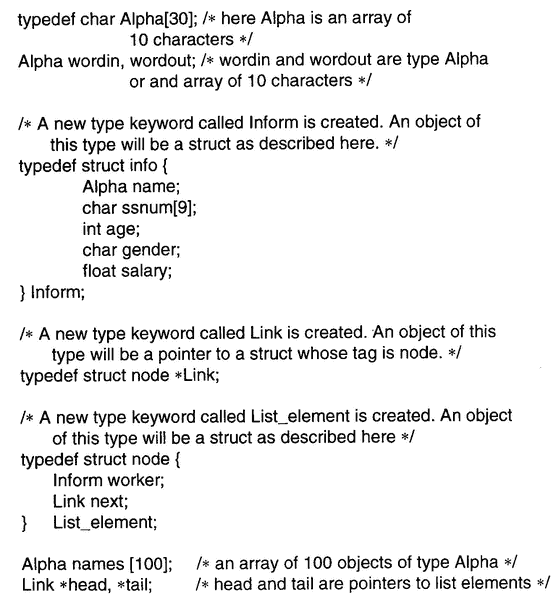 typedef char Alpha[30]; /* here Alpha is an array of
10 characters */
Alpha wordin, wordout; /* wordin and wordout are type Alpha
or and array of 10 characters */
/* A new type keyword called Inform is created. An object of
this type will be a struct as described here. */
typedef struct info {
Alpha name;
char ssnum[9];
int age;
char gender;
float salary;
} Inform;
/* A new type keyword called Link is created. An object of this
type will be a pointer to a struct whose tag is node. */
typedef struct node *Link;
/* A new type keyword called List_element is created. An object
of this type will be a struct as described here */
typedef struct node {
Inform worker;
Link next;
} List_element;
Alpha names [100]; /* an array of 100 objects of type Alpha */
Link *head, *tail; /* head and tail are pointers to list elements */